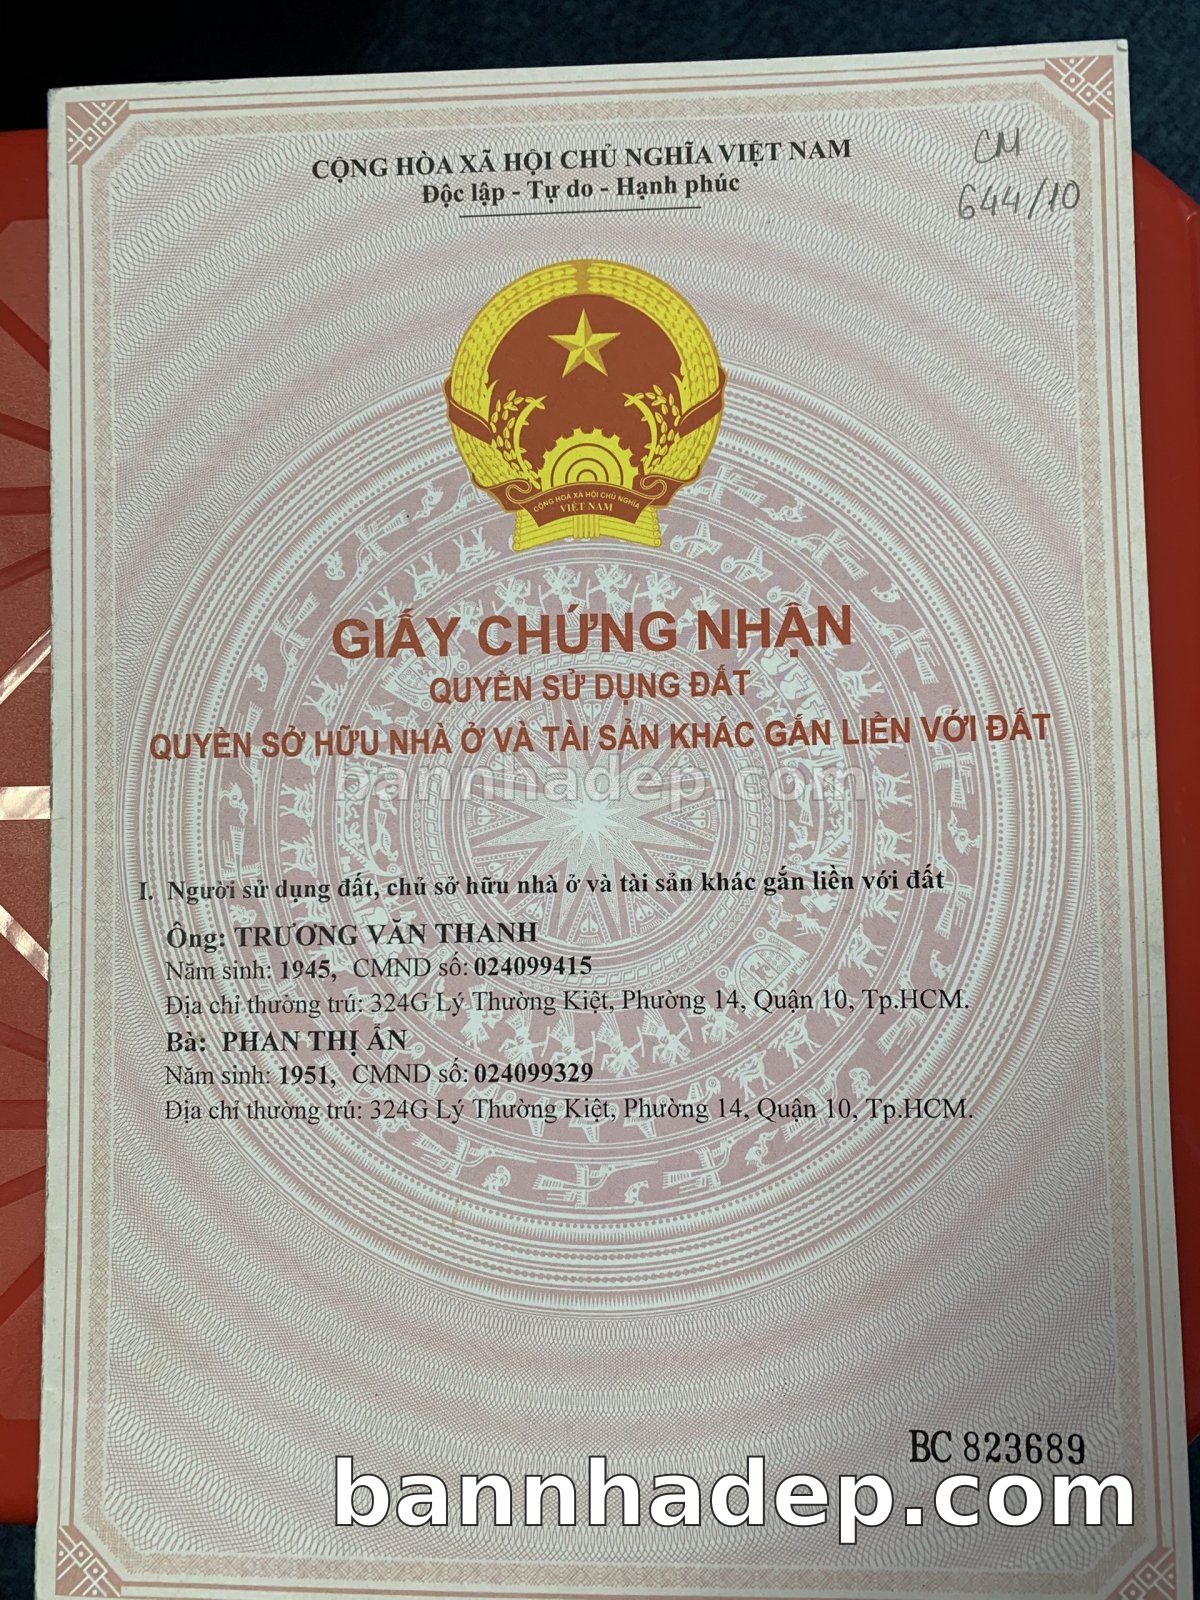 CỘNG HÒA XÃ HỘI CHỦ NGHĨA VIỆT NAM
Độc lập - Tự do - Hạnh phúc
CM
644/10
CỘNG HOÀ XÃ HỘI CHỦ NGHĨA
VIỆT NAM
GIẤY CHỨNG NHẬN
QUYỀN SỬ DỤNG ĐẤT
QUYỀN SỞ HỮU NHÀ Ở VÀ TÀI SẢN KHÁC GẮN LIỀN VỚI ĐẤT
bannhadep.com
I. Người sử dụng đất, chủ sở hữu nhà ở và tài sản khác gắn liền với đất
Ông: TRƯƠNG VĂN THANH
Năm sinh: 1945, CMND số: 024099415
Địa chỉ thường trú: 324G Lý Thường Kiệt, Phường 14, Quận 10, Tp.HCM.
Bà: PHAN THỊ ẨN
Năm sinh: 1951, CMND số: 024099329
Địa chỉ thường trú: 324G Lý Thường Kiệt, Phường 14, Quận 10, Tp.HCM.
BC 823689
bannhadep.com